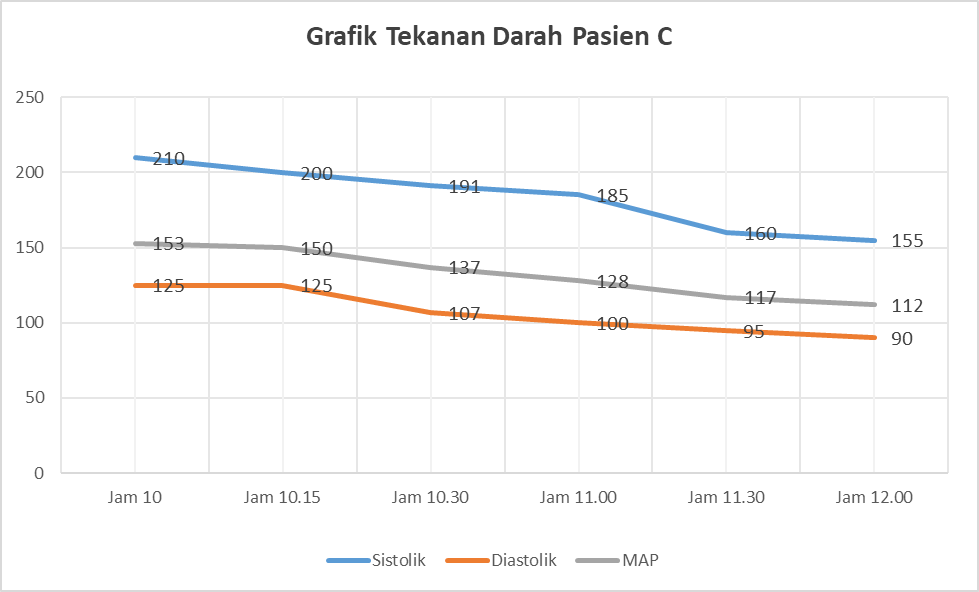 Grafik Tekanan Darah Pasien C
250
200
150
100
50
0
210 200 191 185 160 155
153 150 137 128 117 112
125 125 107 100 95 90
Jam 10 Jam 10.15 Jam 10.30 Jam 11.00 Jam 11.30 Jam 12.00
Sistolik Diastolik MAP